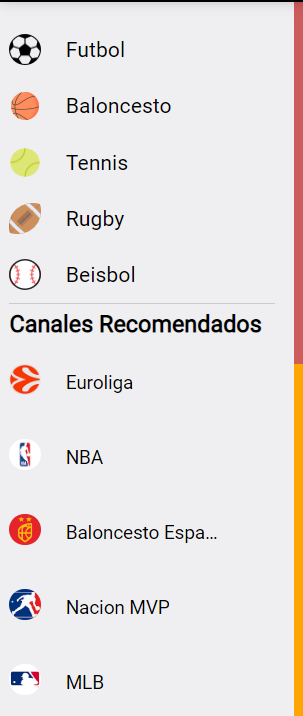 Futbol
Baloncesto
Tennis
Rugby
Beisbol
Canales Recomendados
Euroliga
NBA
Baloncesto Espa...
Nacion MVP
MLB